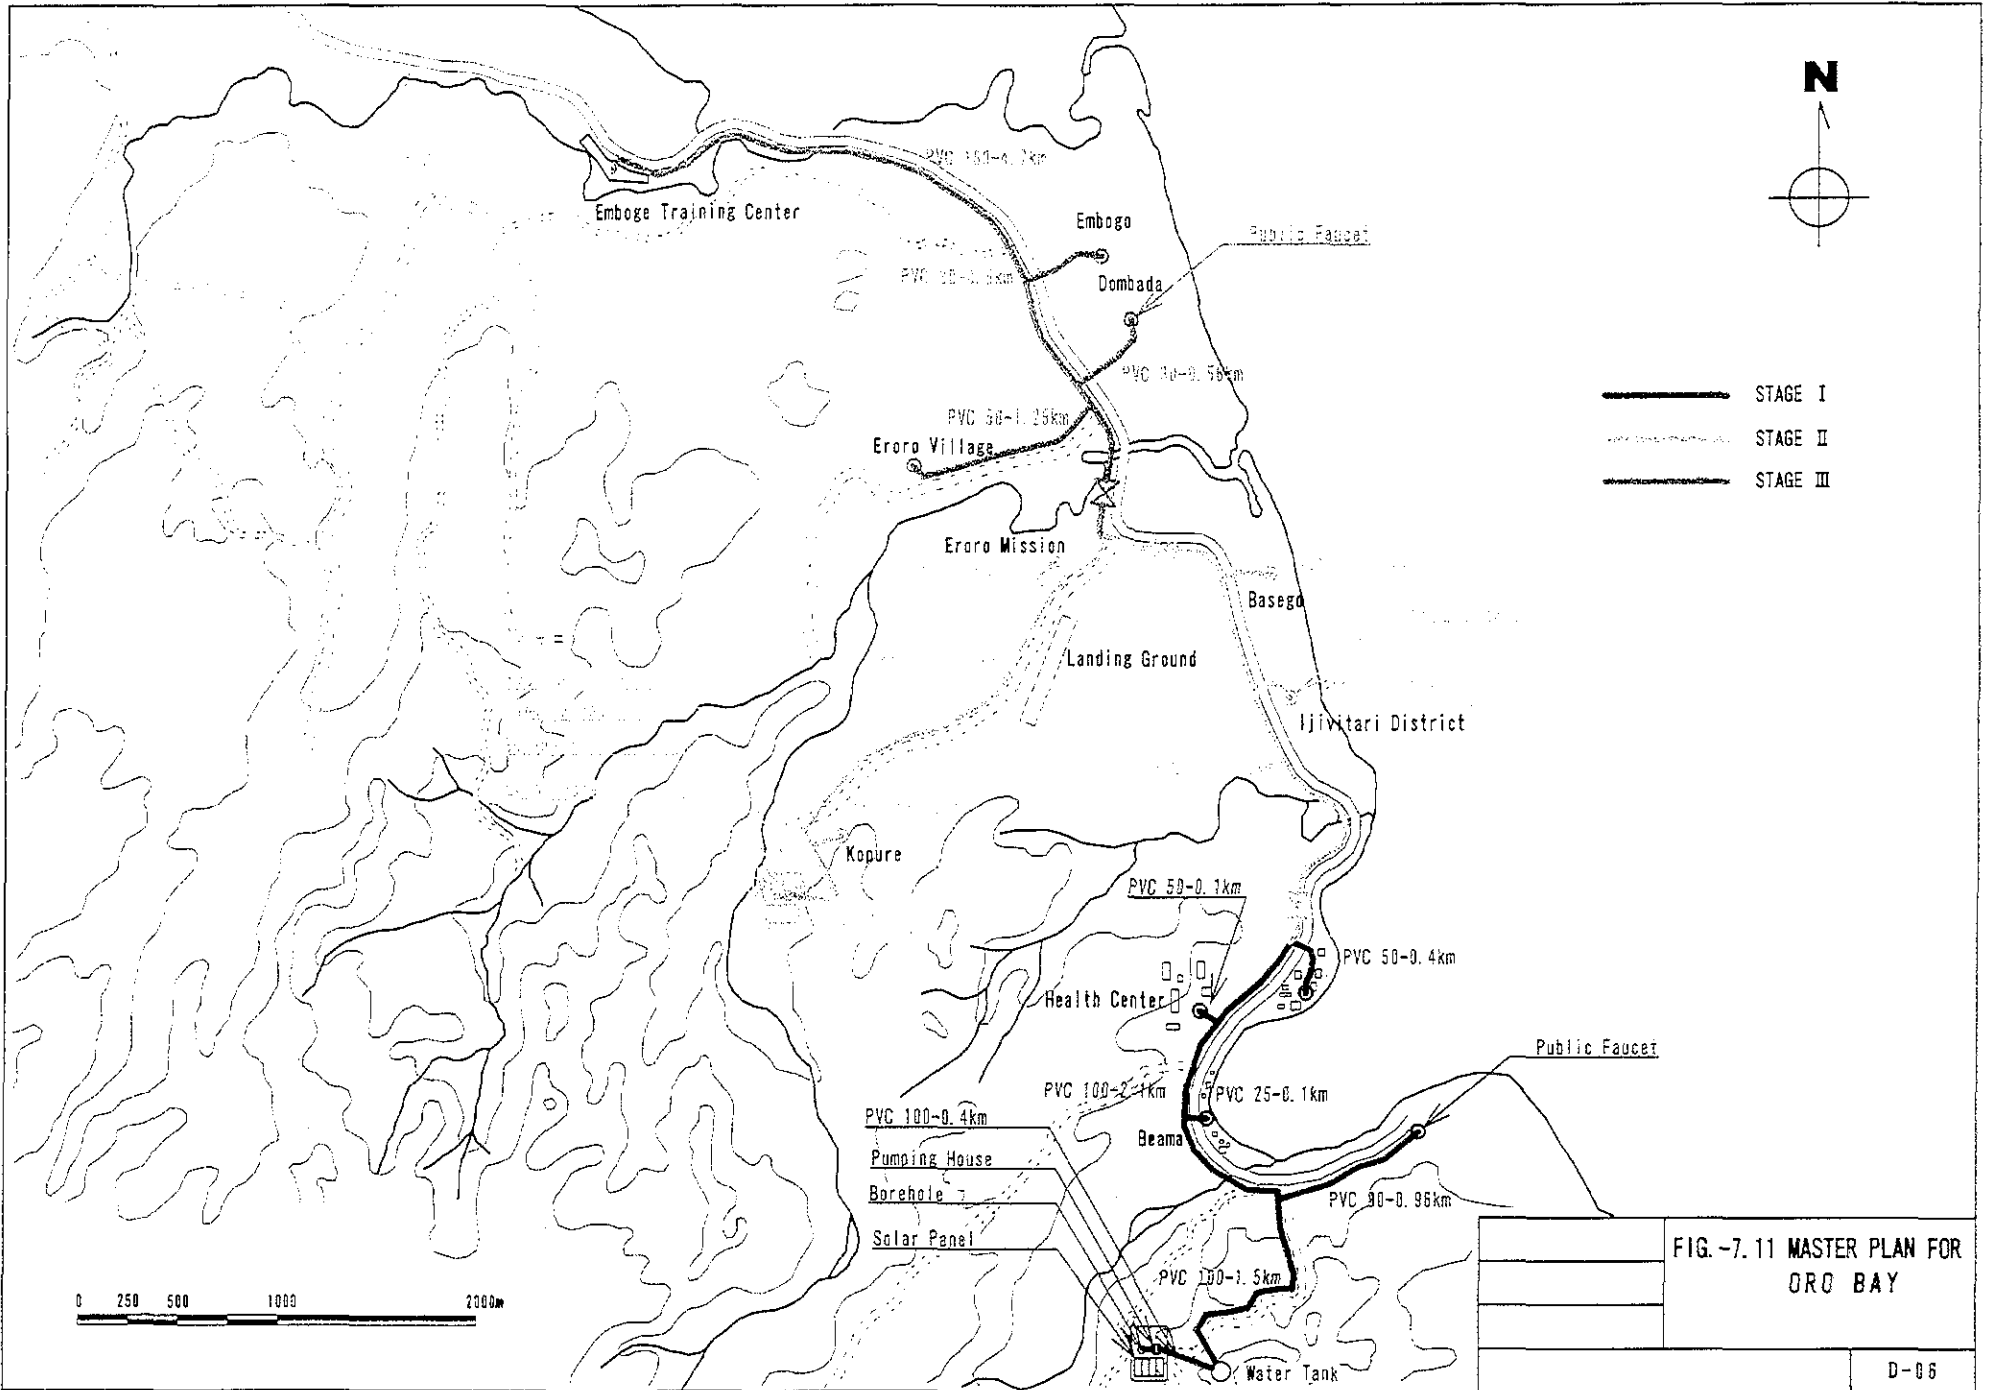 N
Emboge Training Center
Embogo
Public Faucet
Dombada
STAGE I
STAGE II
STAGE III
Eroro Village
Eroro Mission
Basego
Landing Ground
Ijivitari District
Kopure
PVC 50-0.1km
PVC 50-0.4km
Health Center
Public Faucet
PVC 100-2.1km
PVC 25-0.1km
PVC 100-0.4km
Beama
Pumping House
Borehole
PVC 90-0.96km
Solar Panel
PVC 100-1.5km
FIG.-7.11 MASTER PLAN FOR
ORO BAY
0 250 500 1000 2000m
Water Tank
D-06